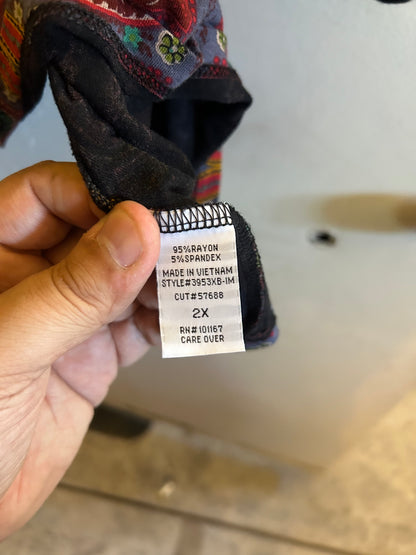 95%RAYON
5%SPANDEX
MADE IN VIETNAM
STYLE#3953XB-IM
CUT#57688
2X
RN#101167
CARE OVER